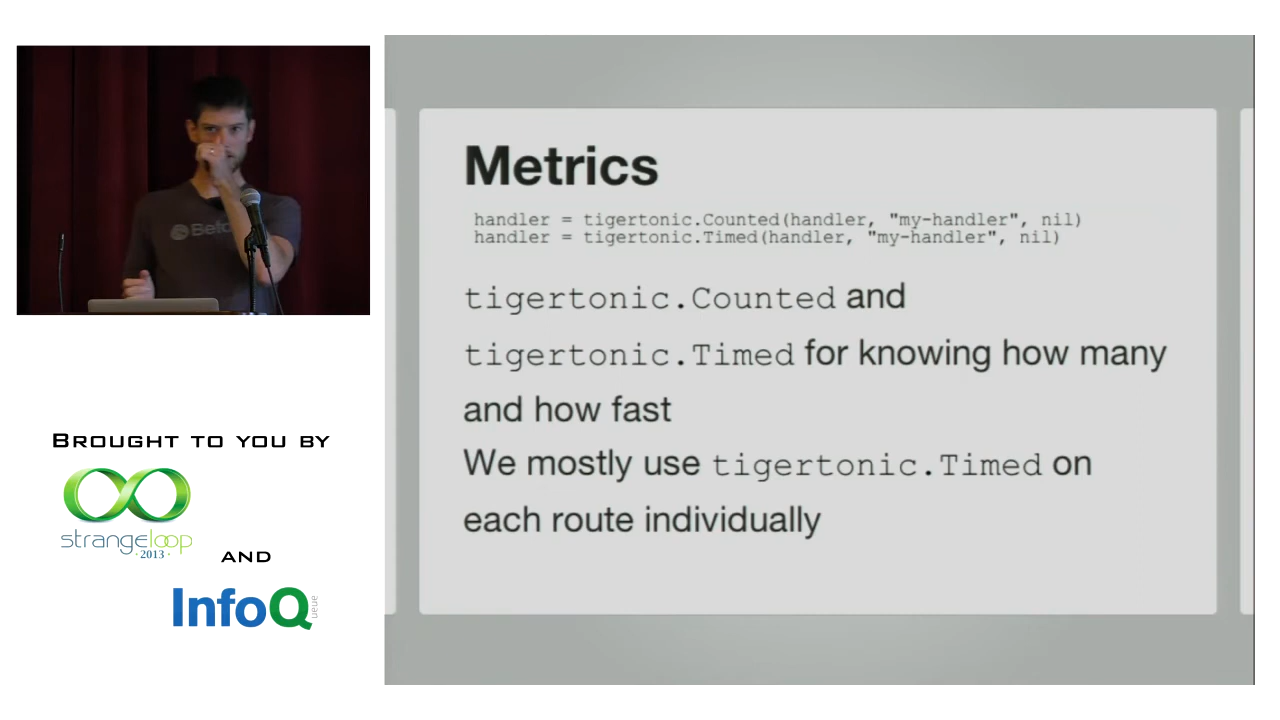 Metrics
handler = tigertonic.Counted(handler, "my-handler", nil)
handler = tigertonic.Timed(handler, "my-handler", nil)
tigertonic.Counted and
tigertonic.Timed for knowing how many
and how fast
We mostly use tigertonic.Timed on
each route individually
BROUGHT TO YOU BY
strangeloop
· 2013 ·
AND
InfoQ
ueue